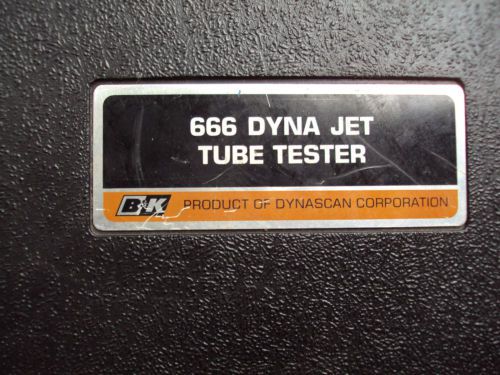 666 DYNA JET
TUBE TESTER
B&K PRODUCT OF DYNASCAN CORPORATION